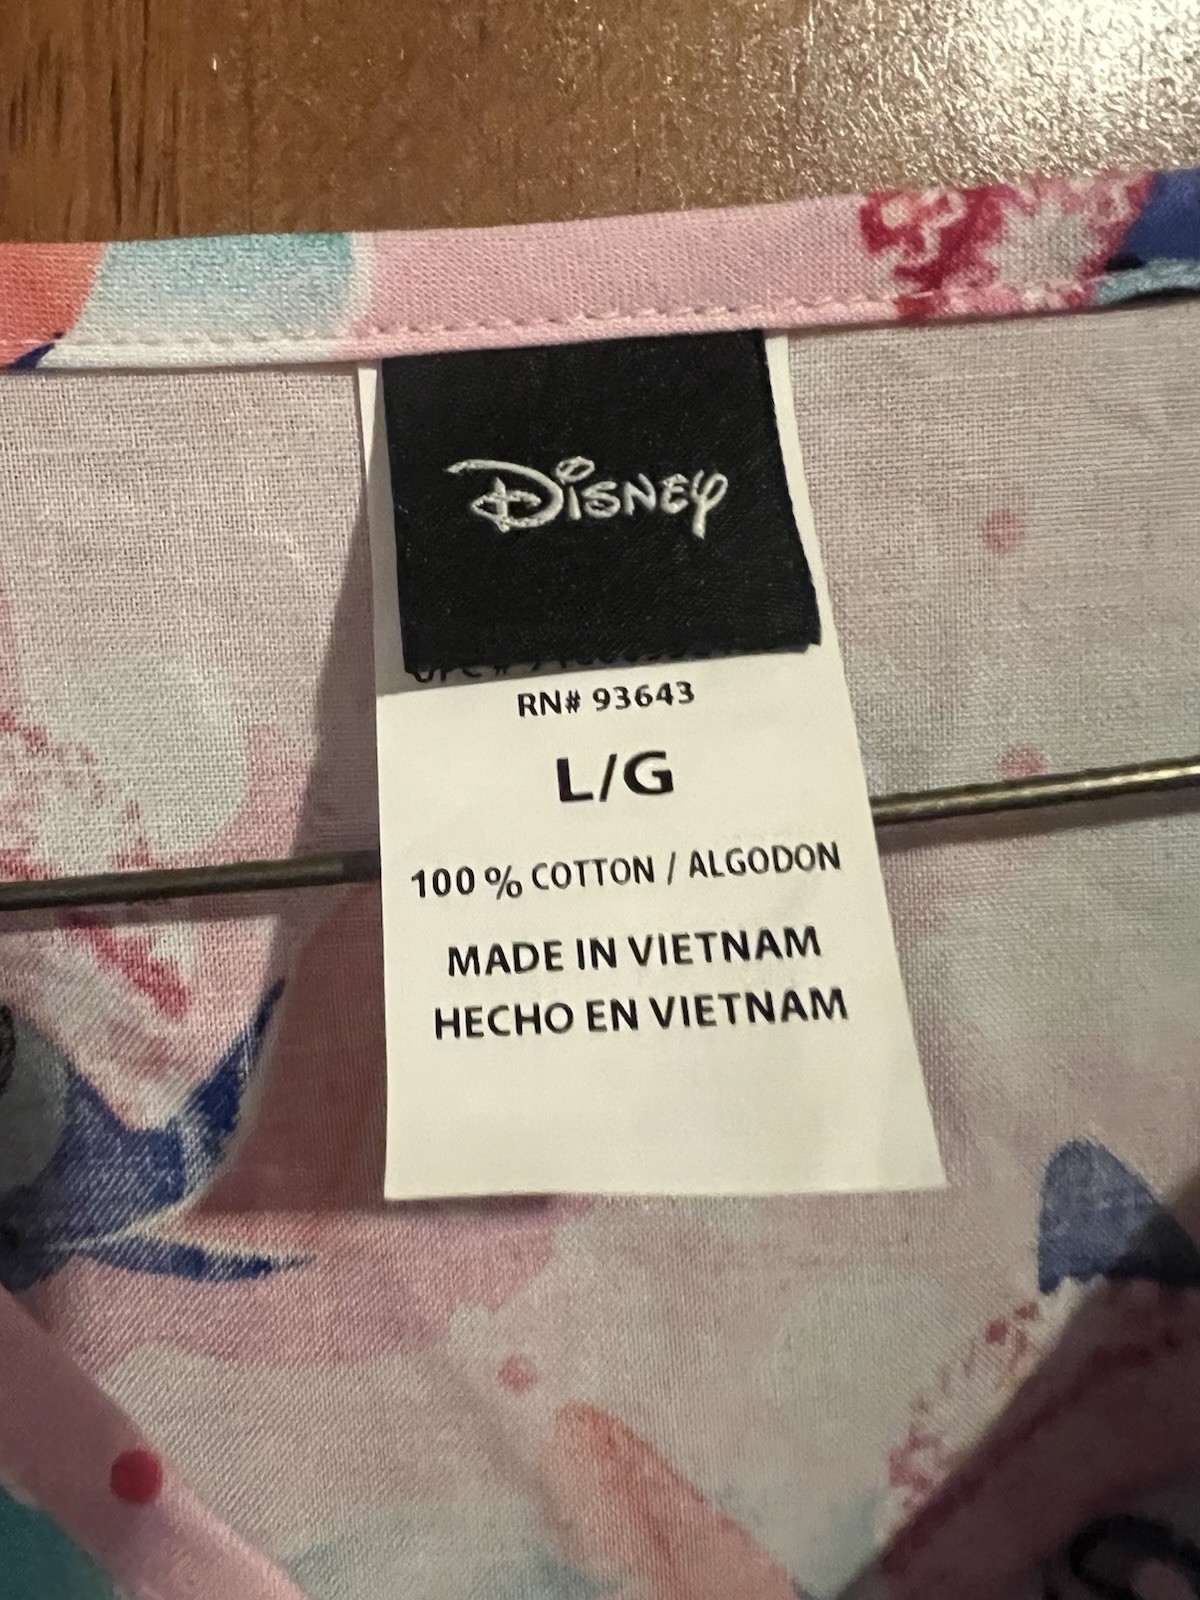 Disney
RN# 93643
L/G
100% COTTON / ALGODON
MADE IN VIETNAM
HECHO EN VIETNAM